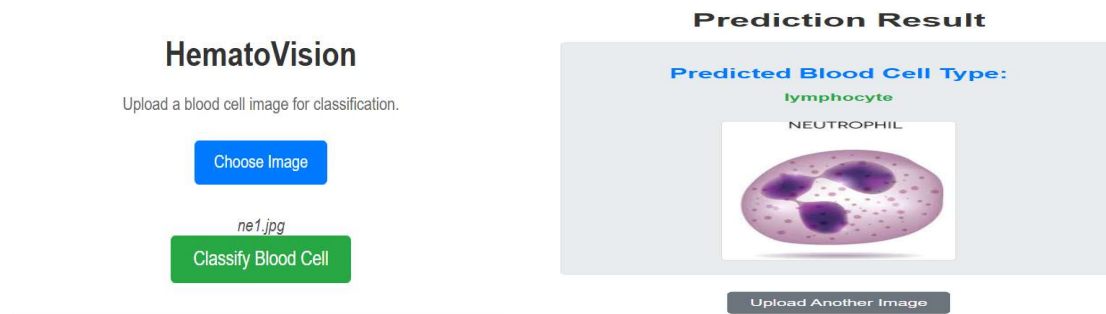 HematoVision
Upload a blood cell image for classification.
Choose Image
ne1.jpg
Classify Blood Cell
Prediction Result
Predicted Blood Cell Type:
lymphocyte
NEUTROPHIL
Upload Another Image